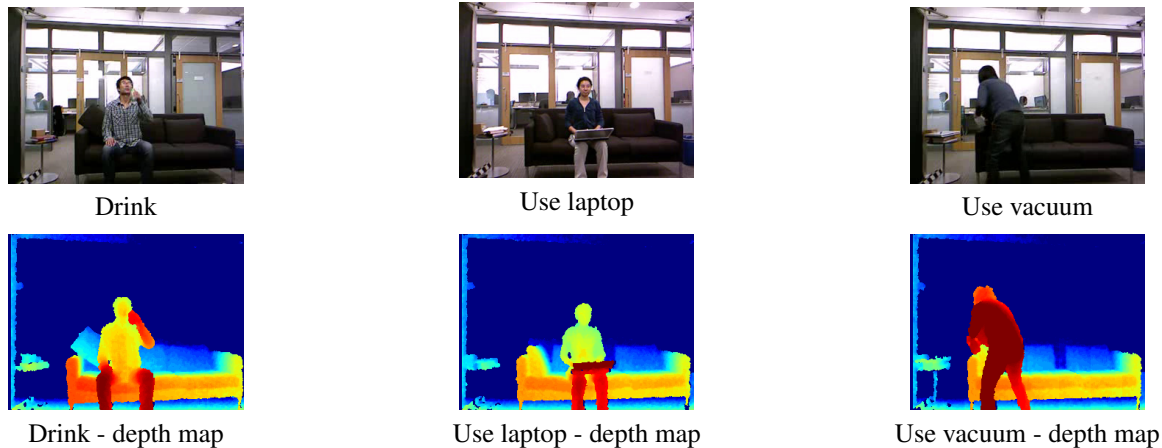 Drink
Use laptop
Use vacuum
Drink - depth map
Use laptop - depth map
Use vacuum - depth map